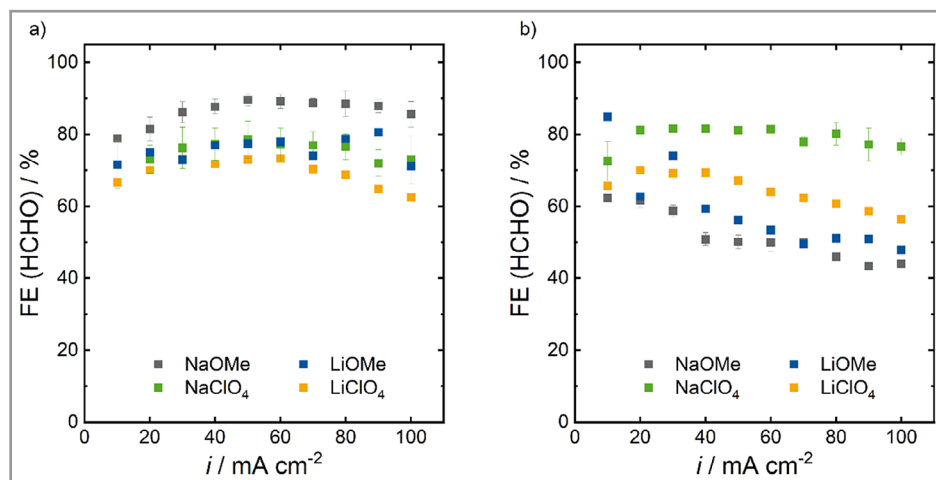 a)
FE (HCHO) / %
100
80
60
40
20
0
NaOMe
LiOMe
NaClO₄
LiClO₄
0 20 40 60 80 100
i / mA cm⁻²
b)
FE (HCHO) / %
100
80
60
40
20
0
NaOMe
LiOMe
NaClO₄
LiClO₄
0 20 40 60 80 100
i / mA cm⁻²